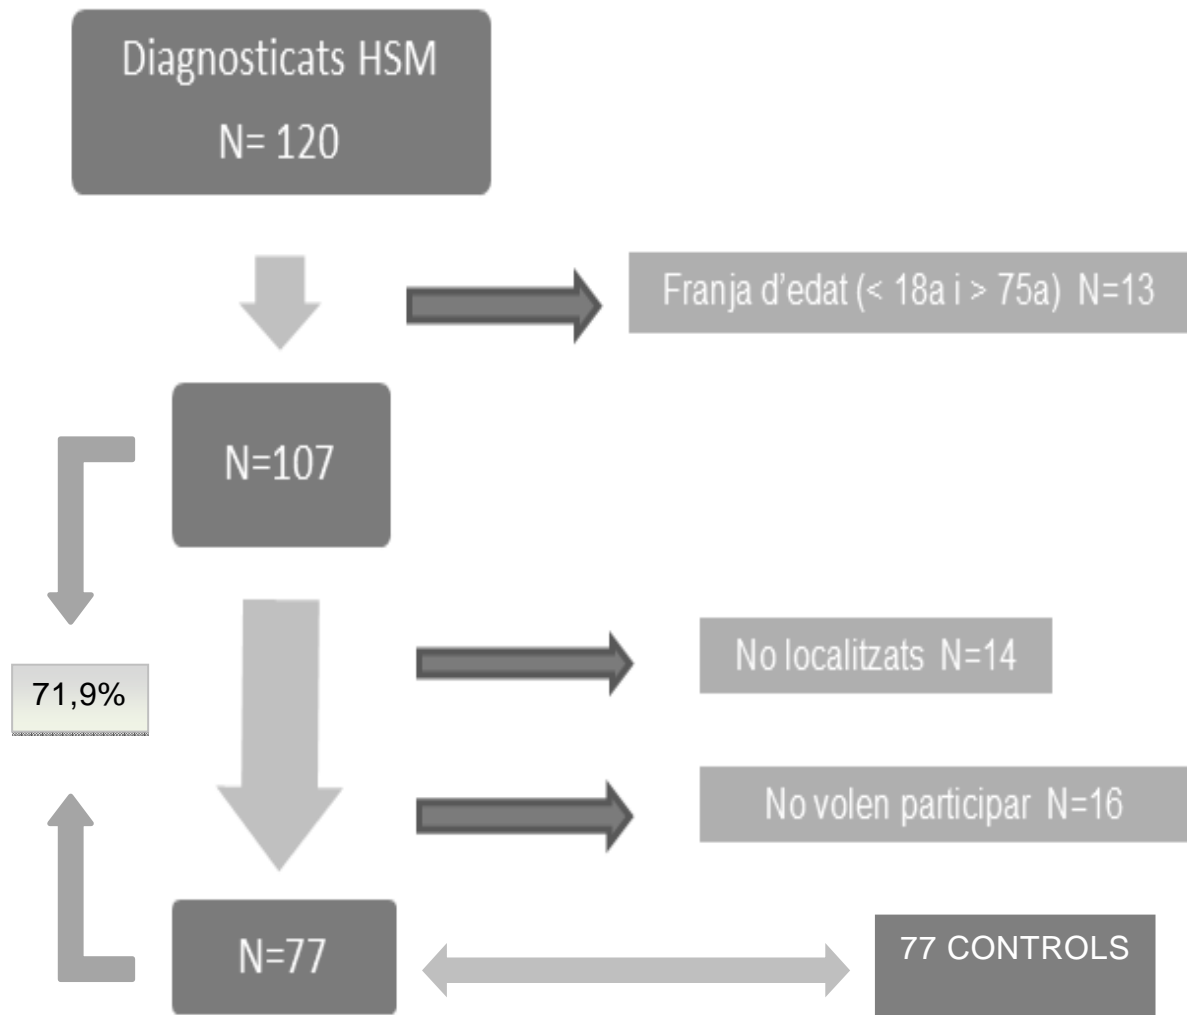 Diagnosticats HSM
N= 120
Franja d'edat (< 18a i > 75a) N=13
N=107
No localitzats N=14
71,9%
No volen participar N=16
N=77
77 CONTROLS